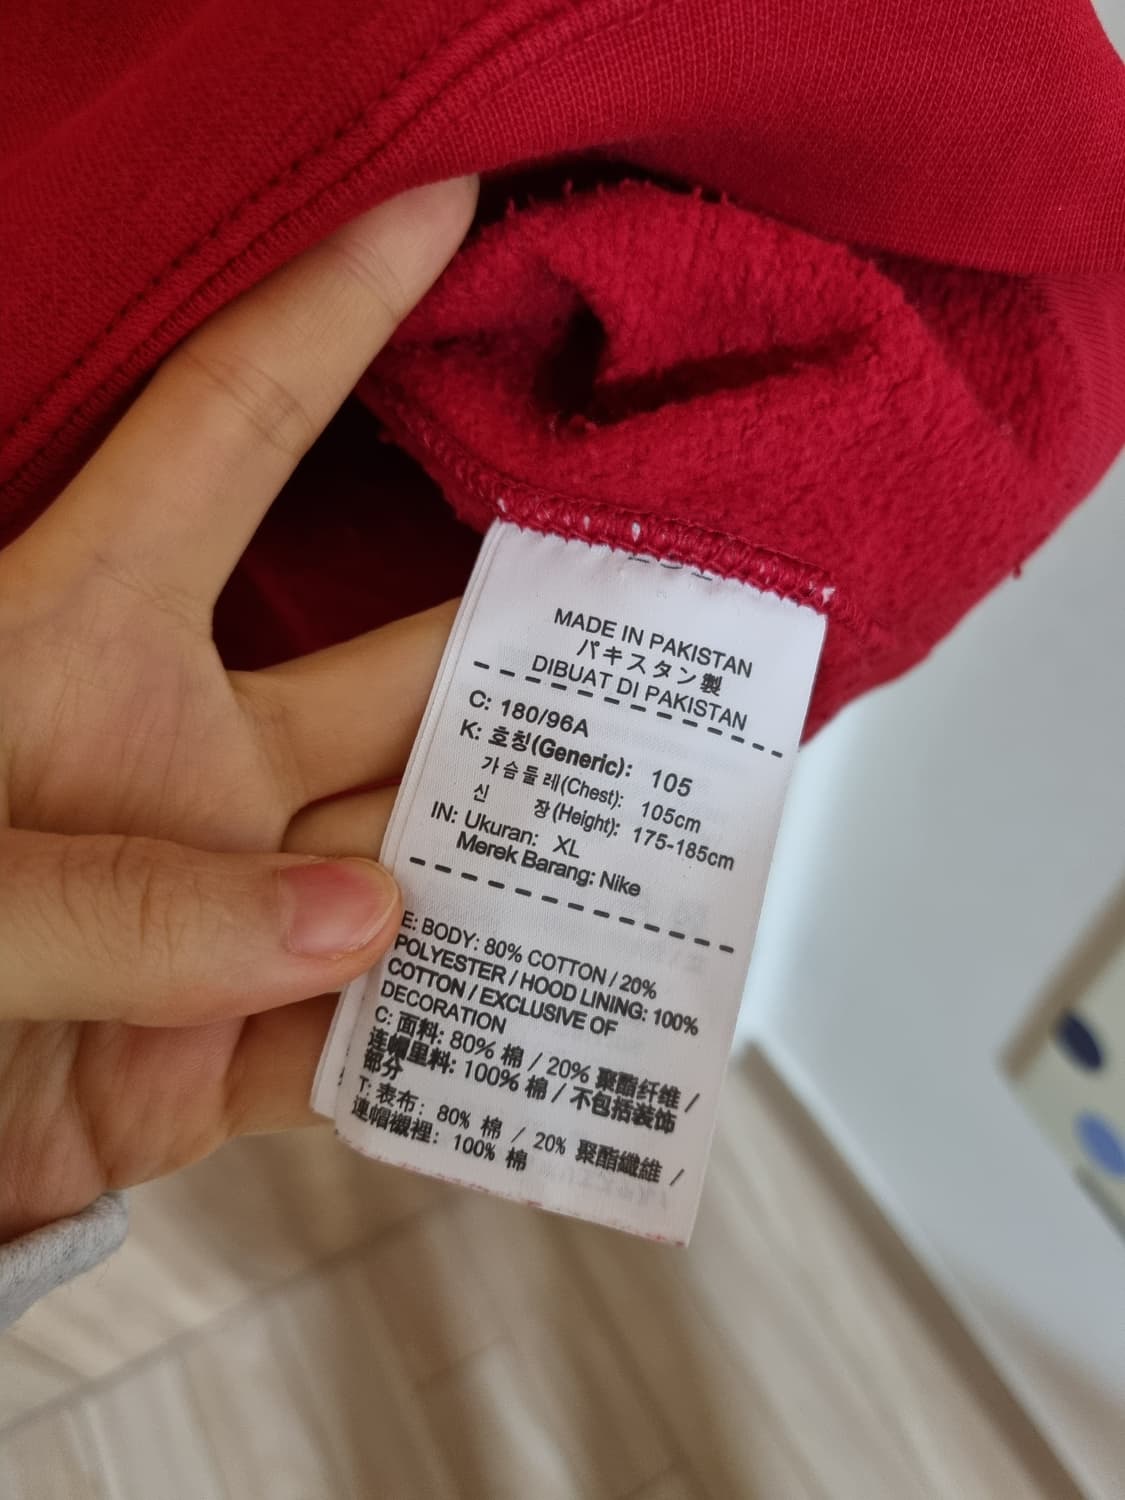 MADE IN PAKISTAN
パキスタン製
DIBUAT DI PAKISTAN
C: 180/96A
K: 호칭(Generic): 105
가슴둘레(Chest): 105cm
신 장(Height): 175-185cm
IN: Ukuran: XL
Merek Barang: Nike
E: BODY: 80% COTTON / 20%
POLYESTER / HOOD LINING: 100%
COTTON / EXCLUSIVE OF
DECORATION
C: 面料: 80% 棉 / 20% 聚酯纤维 /
连帽里料: 100% 棉 / 不包括装饰
部分
T: 表布: 80% 棉 / 20% 聚酯纖維 /
連帽襯裡: 100% 棉